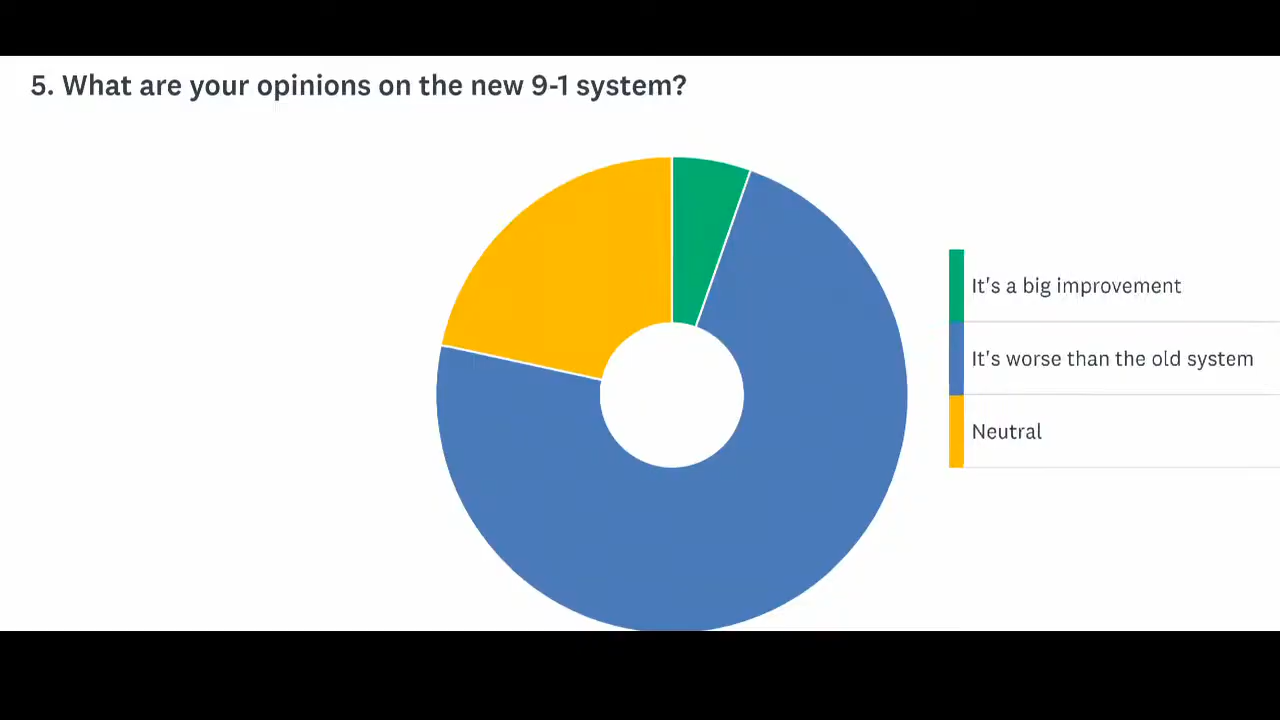 5. What are your opinions on the new 9-1 system?
It's a big improvement
It's worse than the old system
Neutral